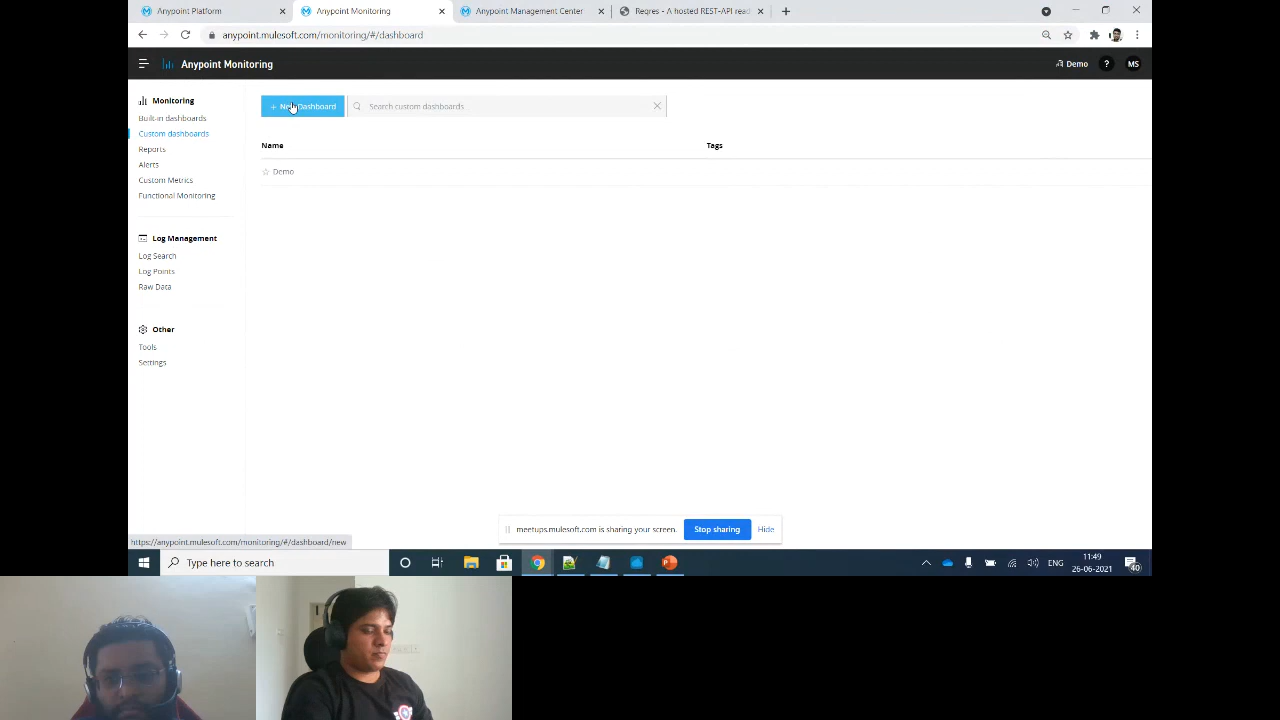 Anypoint Platform
Anypoint Monitoring
Anypoint Management Center
Reqres - A hosted REST-API read
anypoint.mulesoft.com/monitoring/#/dashboard
Anypoint Monitoring
Demo
?
MS
Monitoring
Built-in dashboards
Custom dashboards
Reports
Alerts
Custom Metrics
Functional Monitoring
Log Management
Log Search
Log Points
Raw Data
Other
Tools
Settings
+ New Dashboard
Search custom dashboards
Name Tags
Demo
meetups.mulesoft.com is sharing your screen. Stop sharing Hide
https://anypoint.mulesoft.com/monitoring/#/dashboard/new
Type here to search
ENG
11:49
26-06-2021
40